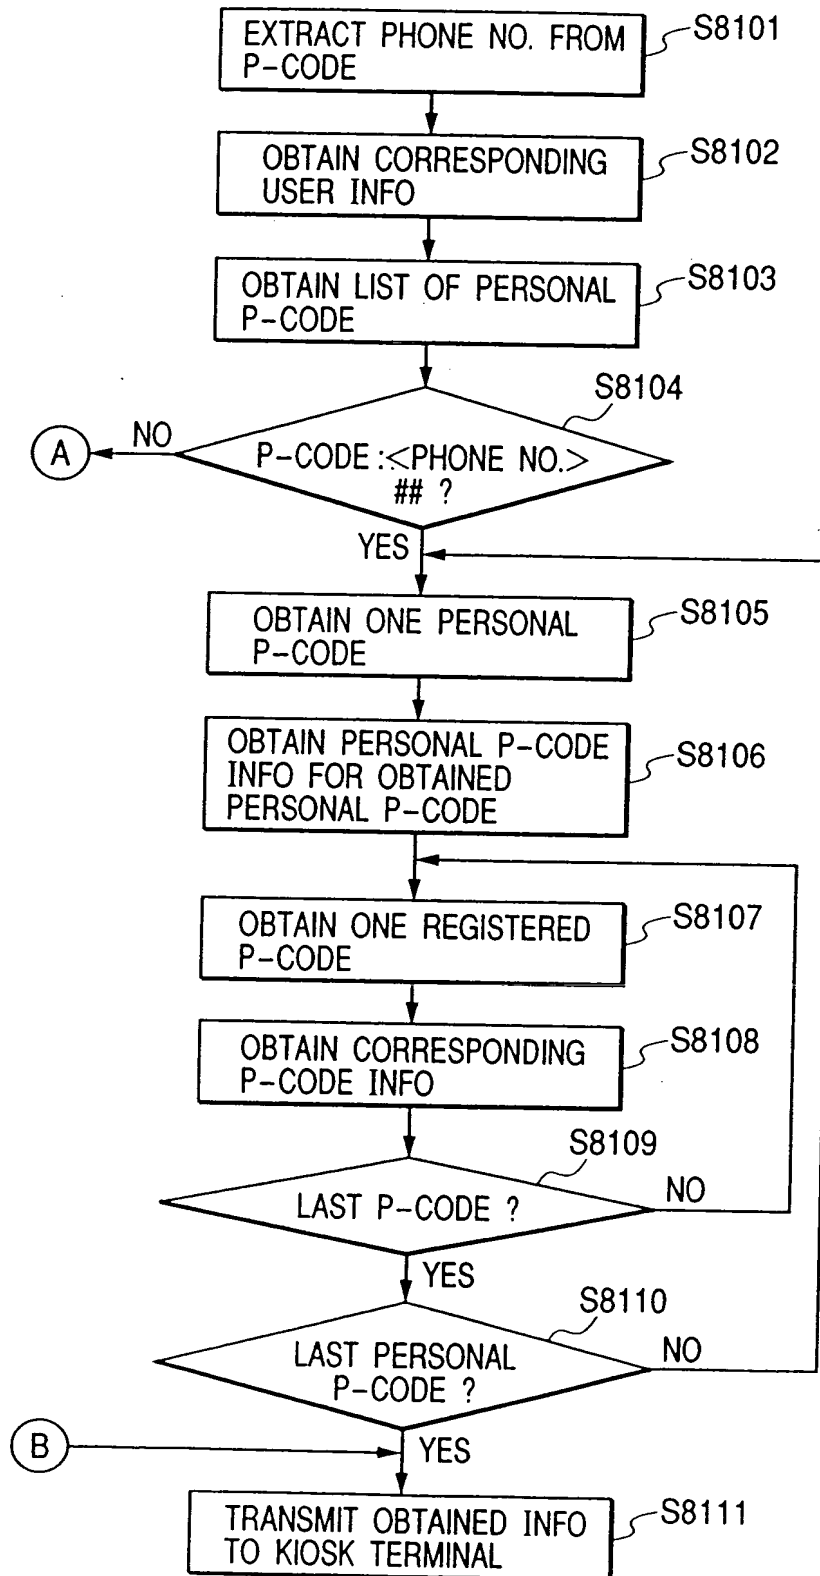 EXTRACT PHONE NO. FROM
P-CODE
S8101
OBTAIN CORRESPONDING
USER INFO
S8102
OBTAIN LIST OF PERSONAL
P-CODE
S8103
S8104
A
NO
P-CODE:<PHONE NO.>
## ?
YES
OBTAIN ONE PERSONAL
P-CODE
S8105
OBTAIN PERSONAL P-CODE
INFO FOR OBTAINED
PERSONAL P-CODE
S8106
OBTAIN ONE REGISTERED
P-CODE
S8107
OBTAIN CORRESPONDING
P-CODE INFO
S8108
S8109
LAST P-CODE ?
NO
YES
S8110
LAST PERSONAL
P-CODE ?
NO
B
YES
TRANSMIT OBTAINED INFO
TO KIOSK TERMINAL
S8111